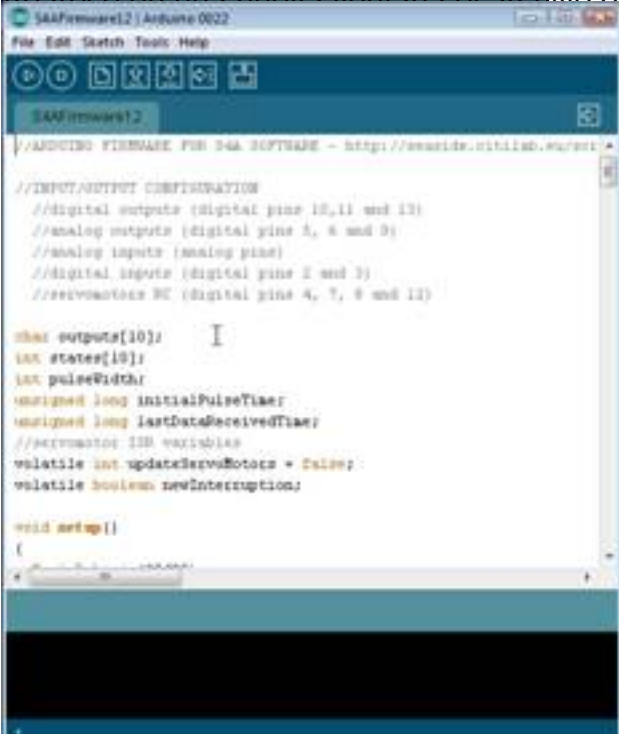 S4AFirmware12 | Arduino 0022
File Edit Sketch Tools Help
S4AFirmware12
//ARDUINO FIRMWARE FOR S4A SOFTWARE - http://seaside.citilab.eu/scr
//INPUT/OUTPUT CONFIGURATION
//digital outputs (digital pins 10,11 and 13)
//analog outputs (digital pins 5, 6 and 9)
//analog inputs (analog pins)
//digital inputs (digital pins 2 and 3)
//servomotors RC (digital pins 4, 7, 8 and 12)
char outputs[10];
int states[10];
int pulseWidth;
unsigned long initialPulseTime;
unsigned long lastDataReceivedTime;
//servomotor ISR variables
volatile int updateServoMotors = false;
volatile boolean newInterruption;
void setup()
{